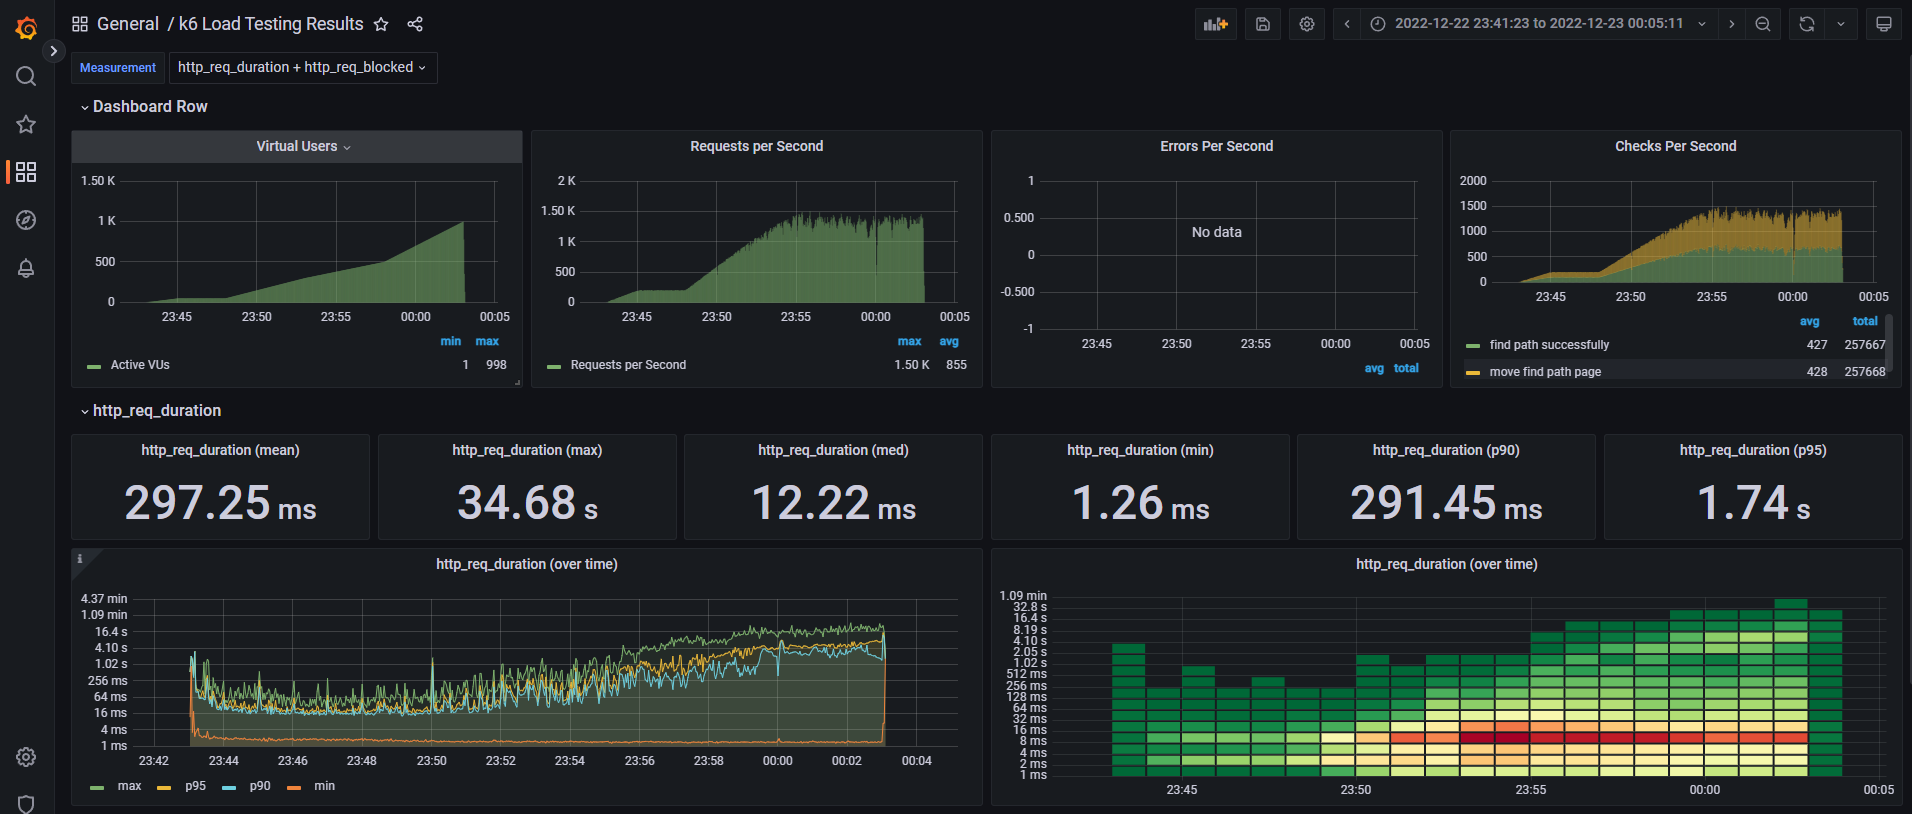 General / k6 Load Testing Results
2022-12-22 23:41:23 to 2022-12-23 00:05:11
Measurement http_req_duration + http_req_blocked
Dashboard Row
Virtual Users
1.50 K
1 K
500
0
23:45 23:50 23:55 00:00 00:05
min max
Active VUs 1 998
Requests per Second
2 K
1.50 K
1 K
500
0
23:45 23:50 23:55 00:00 00:05
max avg
Requests per Second 1.50 K 855
Errors Per Second
1
0.500
0
-0.500
-1
No data
23:45 23:50 23:55 00:00 00:05
avg total
Checks Per Second
2000
1500
1000
500
0
23:45 23:50 23:55 00:00 00:05
avg total
find path successfully 427 257667
move find path page 428 257668
http_req_duration
http_req_duration (mean)
297.25 ms
http_req_duration (max)
34.68 s
http_req_duration (med)
12.22 ms
http_req_duration (min)
1.26 ms
http_req_duration (p90)
291.45 ms
http_req_duration (p95)
1.74 s
i
http_req_duration (over time)
4.37 min
1.09 min
16.4 s
4.10 s
1.02 s
256 ms
64 ms
16 ms
4 ms
1 ms
23:42 23:44 23:46 23:48 23:50 23:52 23:54 23:56 23:58 00:00 00:02 00:04
max p95 p90 min
http_req_duration (over time)
1.09 min
32.8 s
16.4 s
8.19 s
4.10 s
2.05 s
1.02 s
512 ms
256 ms
128 ms
64 ms
32 ms
16 ms
8 ms
4 ms
2 ms
1 ms
23:45 23:50 23:55 00:00 00:05